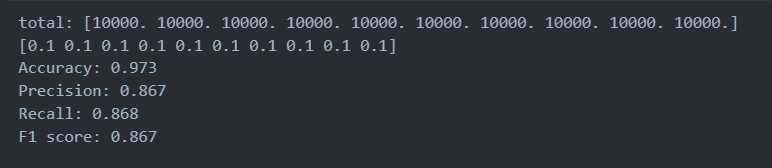 total: [10000. 10000. 10000. 10000. 10000. 10000. 10000. 10000. 10000. 10000.]
[0.1 0.1 0.1 0.1 0.1 0.1 0.1 0.1 0.1 0.1]
Accuracy: 0.973
Precision: 0.867
Recall: 0.868
F1 score: 0.867